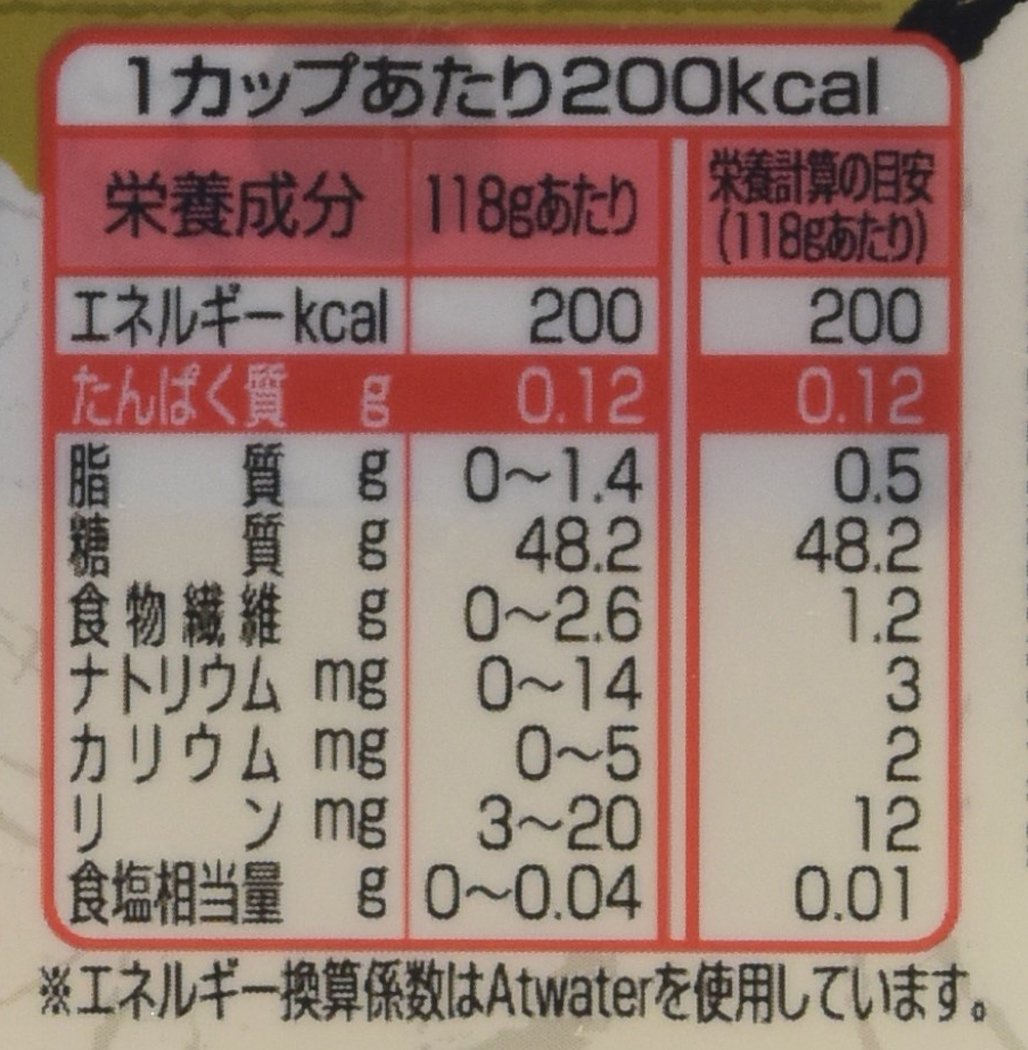 1カップあたり200kcal
栄養成分 118gあたり 栄養計算の目安
(118gあたり)
エネルギーkcal 200 200
たんぱく質 g 0.12 0.12
脂質 g 0~1.4 0.5
糖質 g 48.2 48.2
食物繊維 g 0~2.6 1.2
ナトリウム mg 0~14 3
カリウム mg 0~5 2
リン mg 3~20 12
食塩相当量 g 0~0.04 0.01
※エネルギー換算係数はAtwaterを使用しています。